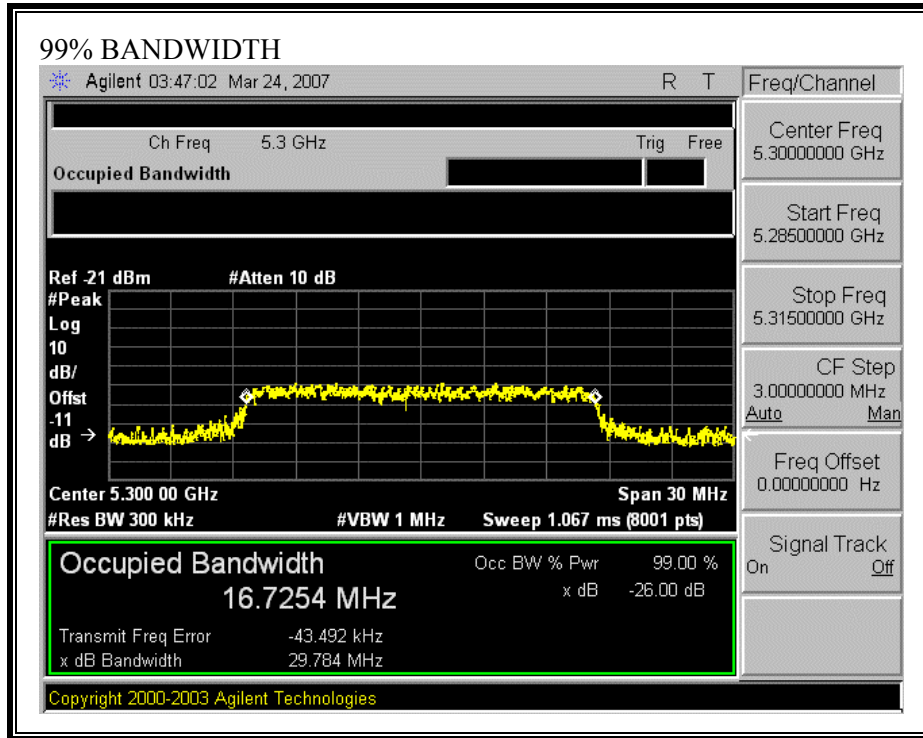 99% BANDWIDTH
Agilent 03:47:02 Mar 24, 2007 R T
Freq/Channel
Ch Freq 5.3 GHz Trig Free
Occupied Bandwidth
Center Freq
5.30000000 GHz
Start Freq
5.28500000 GHz
Stop Freq
5.31500000 GHz
CF Step
3.00000000 MHz
Auto Man
Freq Offset
0.00000000 Hz
Signal Track
On Off
Ref -21 dBm #Atten 10 dB
#Peak
Log
10
dB/
Offst
-11
dB
Center 5.300 00 GHz Span 30 MHz
#Res BW 300 kHz #VBW 1 MHz Sweep 1.067 ms (8001 pts)
Occupied Bandwidth
16.7254 MHz
Occ BW % Pwr 99.00 %
x dB -26.00 dB
Transmit Freq Error -43.492 kHz
x dB Bandwidth 29.784 MHz
Copyright 2000-2003 Agilent Technologies